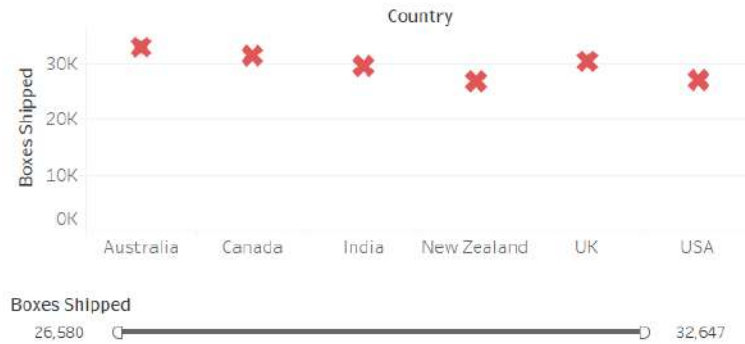 Country
Boxes Shipped
30K
20K
10K
0K
Australia Canada India New Zealand UK USA
Boxes Shipped
26,580 32,647